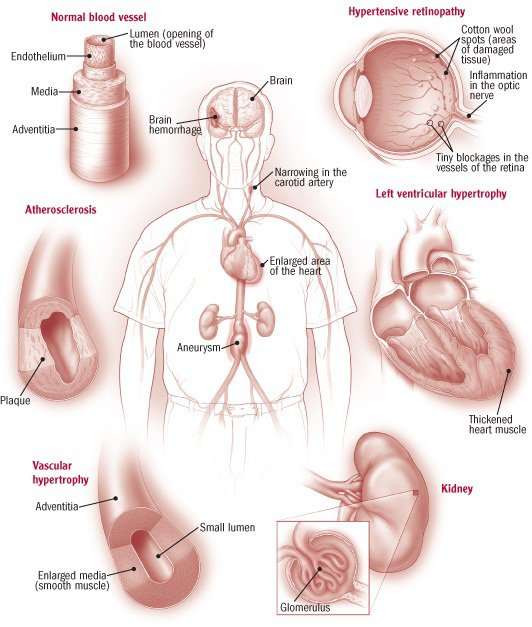 Normal blood vessel
Lumen (opening of
the blood vessel)
Endothelium
Media
Adventitia
Hypertensive retinopathy
Cotton wool
spots (areas
of damaged
tissue)
Inflammation
in the optic
nerve
Tiny blockages in the
vessels of the retina
Brain
Brain
hemorrhage
Narrowing in the
carotid artery
Enlarged area
of the heart
Aneurysm
Atherosclerosis
Plaque
Left ventricular hypertrophy
Thickened
heart muscle
Vascular
hypertrophy
Adventitia
Small lumen
Enlarged media
(smooth muscle)
Kidney
Glomerulus